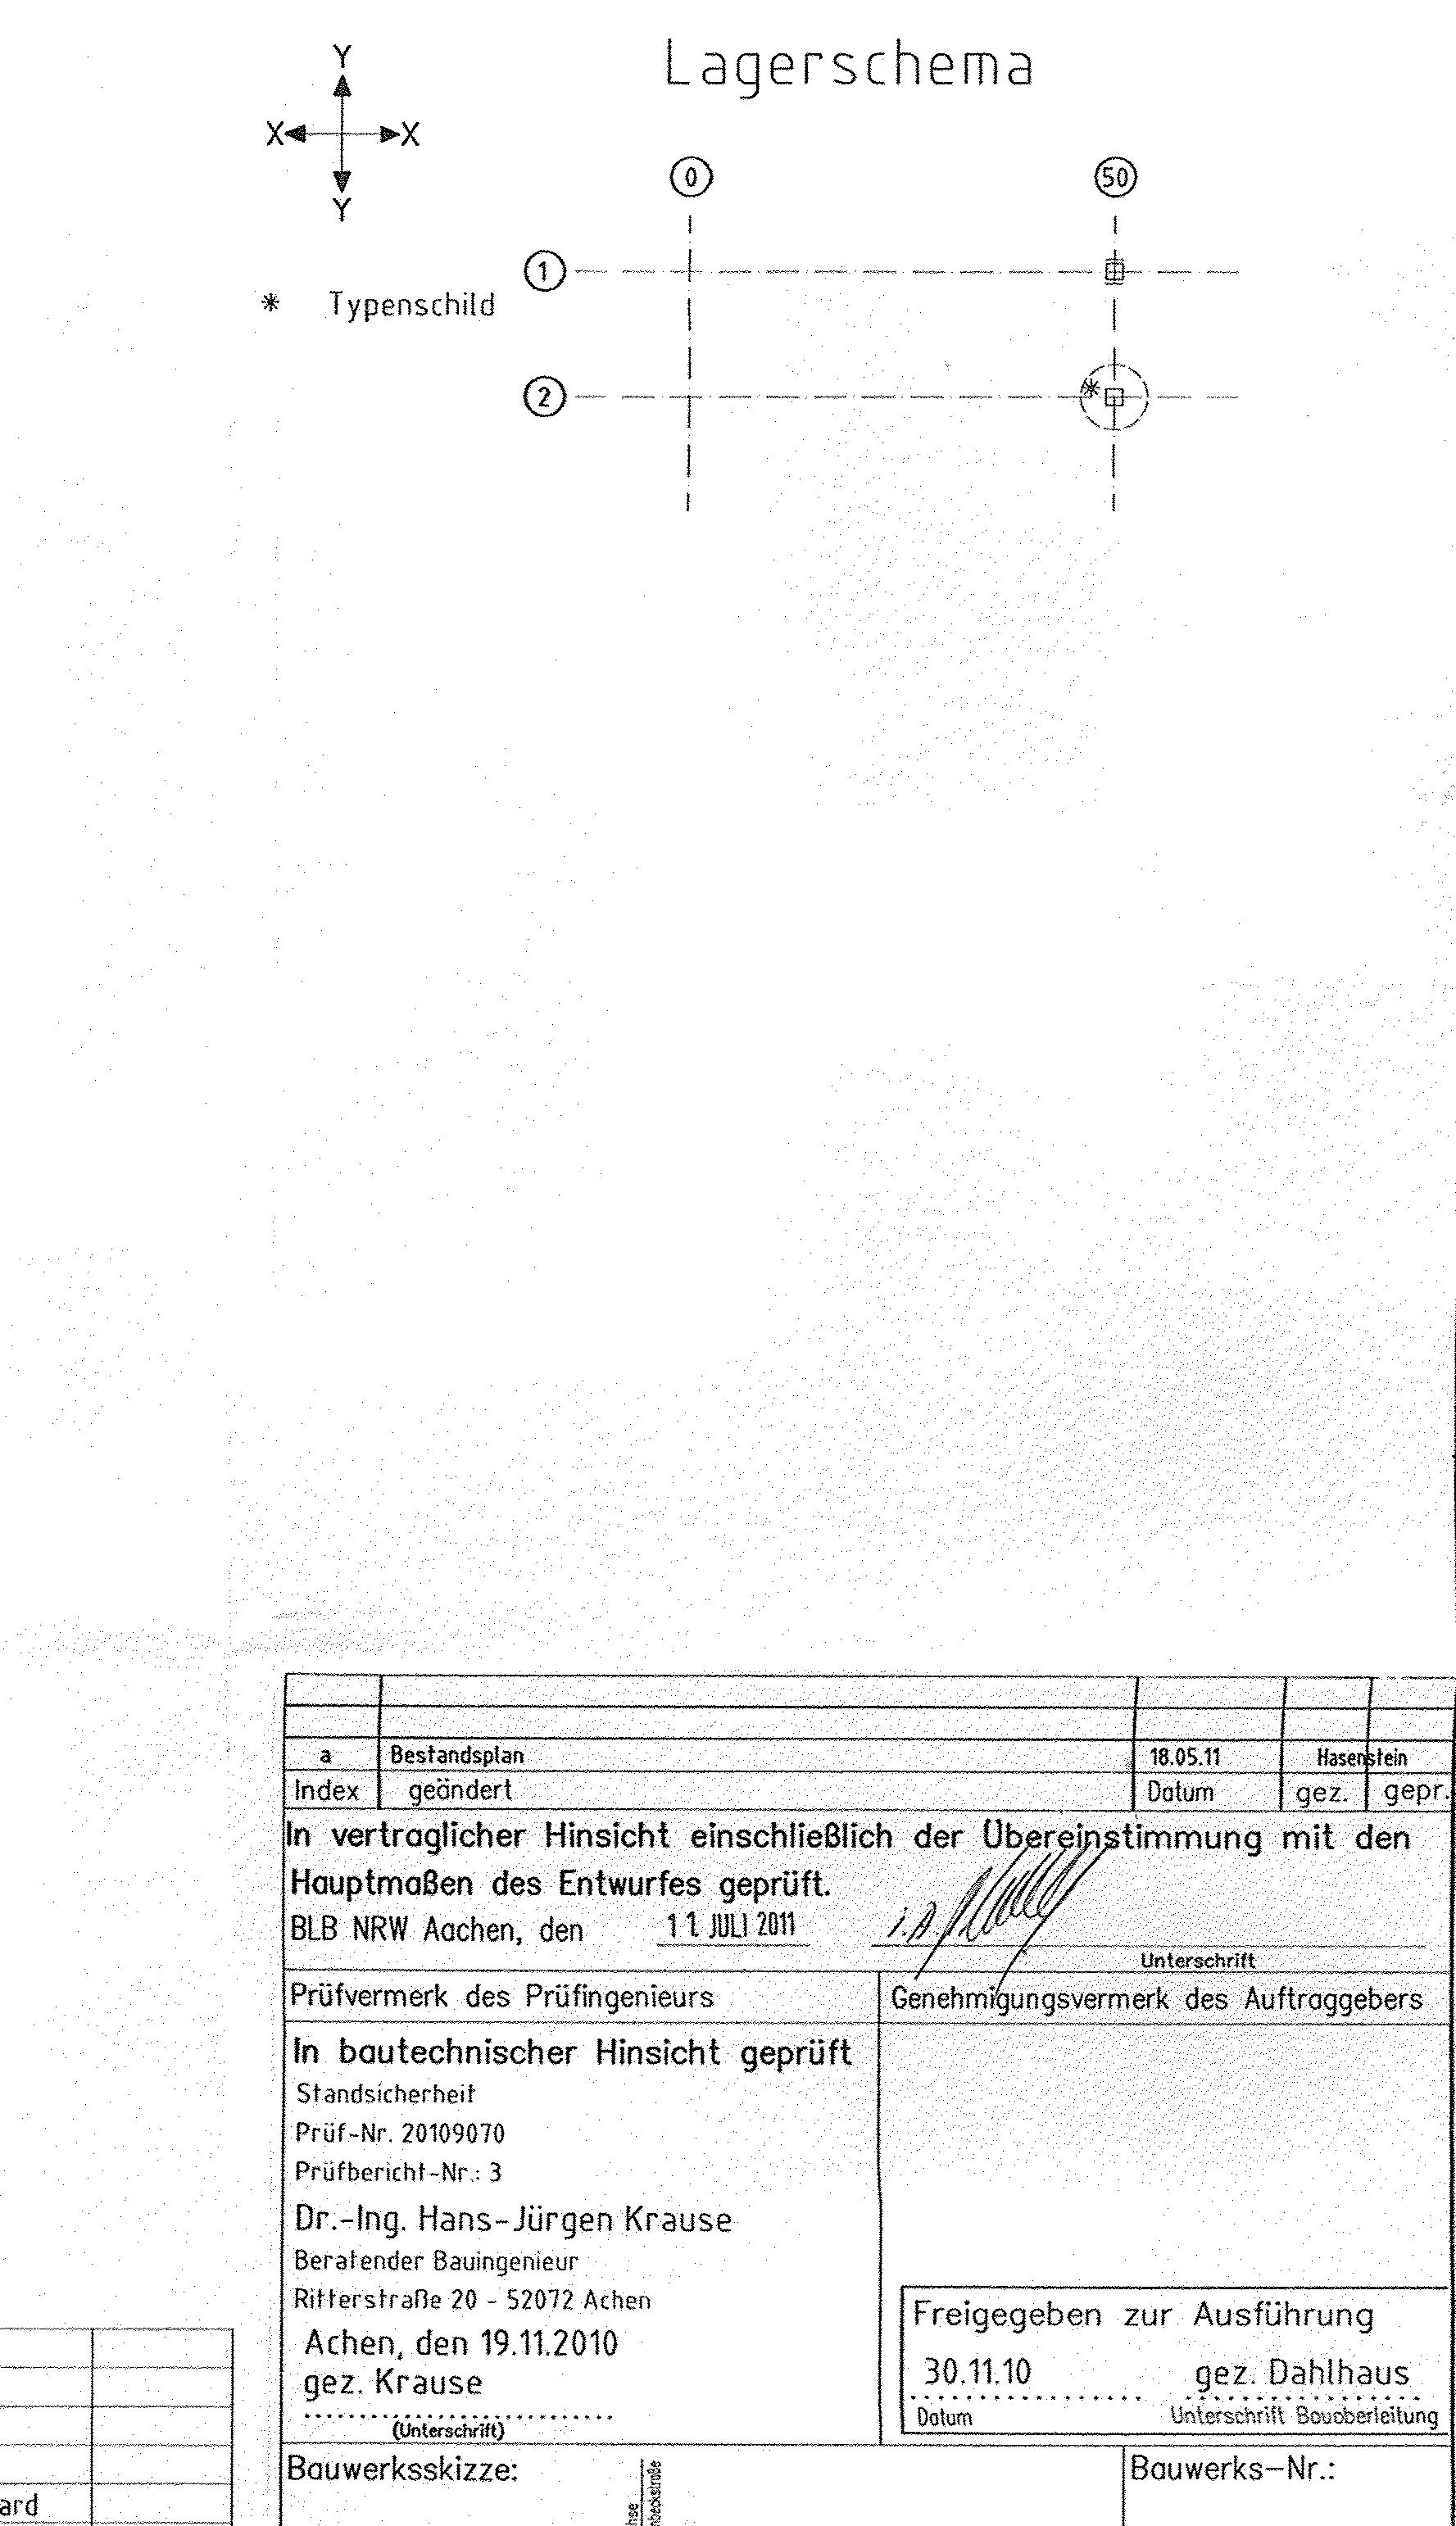 Lagerschema
Y
X X
Y
0 50
1
* Typenschild
2
*
a Bestandsplan 18.05.11 Hasenstein
Index geändert Datum gez. gepr.
In vertraglicher Hinsicht einschließlich der Übereinstimmung mit den
Hauptmaßen des Entwurfes geprüft.
BLB NRW Aachen, den 11. JULI 2011 i.A.
Unterschrift
Prüfvermerk des Prüfingenieurs
Genehmigungsvermerk des Auftraggebers
In bautechnischer Hinsicht geprüft
Standsicherheit
Prüf-Nr. 20109070
Prüfbericht-Nr.: 3
Dr.-Ing. Hans-Jürgen Krause
Beratender Bauingenieur
Ritterstraße 20 - 52072 Achen
Achen, den 19.11.2010
gez. Krause
(Unterschrift)
Freigegeben zur Ausführung
30.11.10 gez. Dahlhaus
Datum Unterschrift Bauoberleitung
Bauwerksskizze:
Bauwerks-Nr.:
ard
hse
nbeckstraße